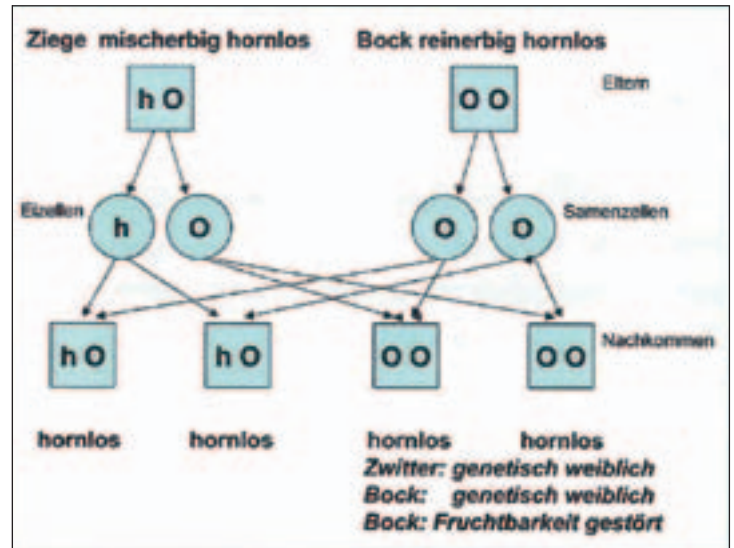 Ziege mischerbig hornlos Bock reinerbig hornlos
h O O O Eltern
Eizellen h O O O Samenzellen
h O h O O O O O Nachkommen
hornlos hornlos hornlos hornlos
Zwitter: genetisch weiblich
Bock: genetisch weiblich
Bock: Fruchtbarkeit gestört